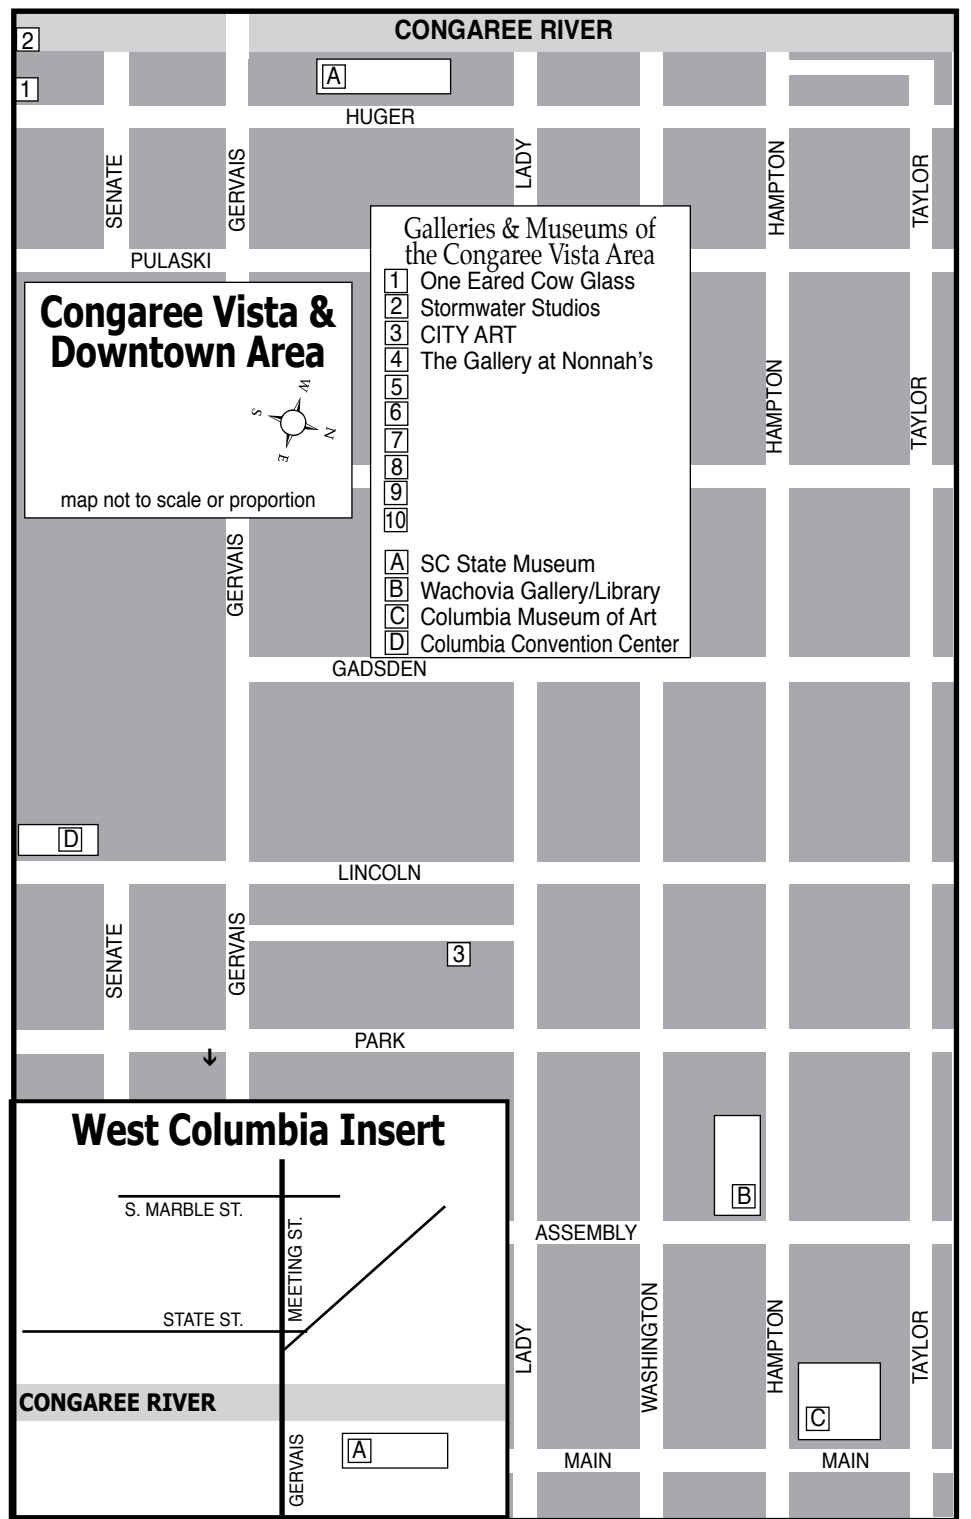 CONGAREE RIVER
2
1
A
HUGER
SENATE
GERVAIS
LADY
HAMPTON
TAYLOR
PULASKI
Galleries & Museums of
the Congaree Vista Area
1 One Eared Cow Glass
2 Stormwater Studios
3 CITY ART
4 The Gallery at Nonnah's
5
6
7
8
9
10
A SC State Museum
B Wachovia Gallery/Library
C Columbia Museum of Art
D Columbia Convention Center
Congaree Vista &
Downtown Area
W
S
N
E
map not to scale or proportion
HAMPTON
TAYLOR
GERVAIS
GADSDEN
D
LINCOLN
SENATE
GERVAIS
3
PARK
West Columbia Insert
S. MARBLE ST.
MEETING ST.
STATE ST.
CONGAREE RIVER
GERVAIS
A
B
ASSEMBLY
LADY
WASHINGTON
HAMPTON
TAYLOR
C
MAIN
MAIN